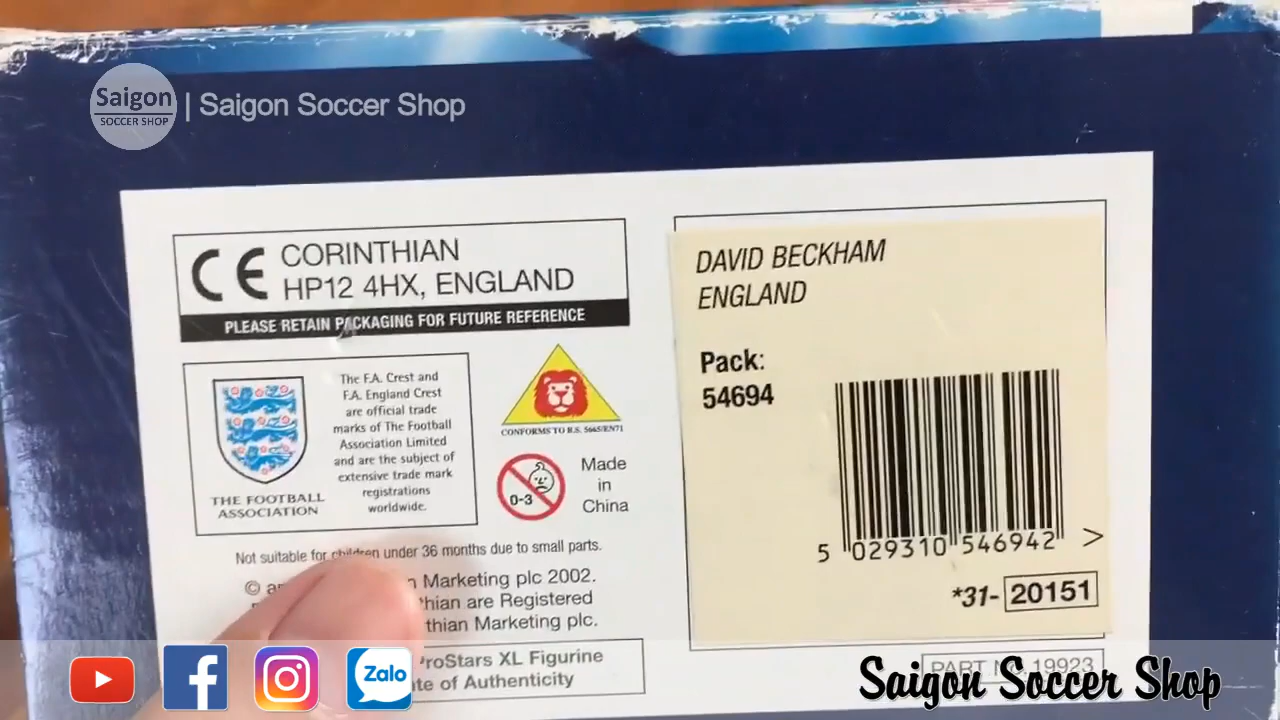 Saigon
SOCCER SHOP
| Saigon Soccer Shop
CE CORINTHIAN
HP12 4HX, ENGLAND
PLEASE RETAIN PACKAGING FOR FUTURE REFERENCE
THE FOOTBALL
ASSOCIATION
The F.A. Crest and
F.A. England Crest
are official trade
marks of The Football
Association Limited
and are the subject of
extensive trade mark
registrations
worldwide.
CONFORMS TO B.S. 5665/EN71
0-3
Made
in
China
Not suitable for children under 36 months due to small parts.
© Marketing plc 2002.
are Registered
Marketing plc.
XL Figurine
of Authenticity
DAVID BECKHAM
ENGLAND
Pack:
54694
5 029310 546942 >
*31- 20151
PART 19923
Zalo
Saigon Soccer Shop